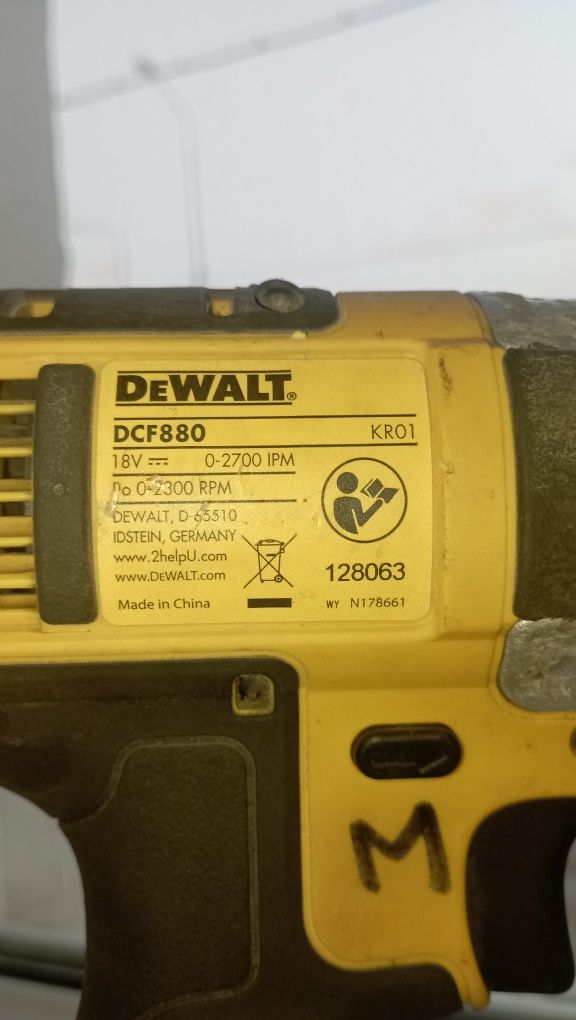 DEWALT®
DCF880 KR01
18V ⎓ 0-2700 IPM
n₀ 0-2300 RPM
DEWALT, D-65510
IDSTEIN, GERMANY
www.2helpU.com
www.DEWALT.com
128063
Made in China WY N178661
M